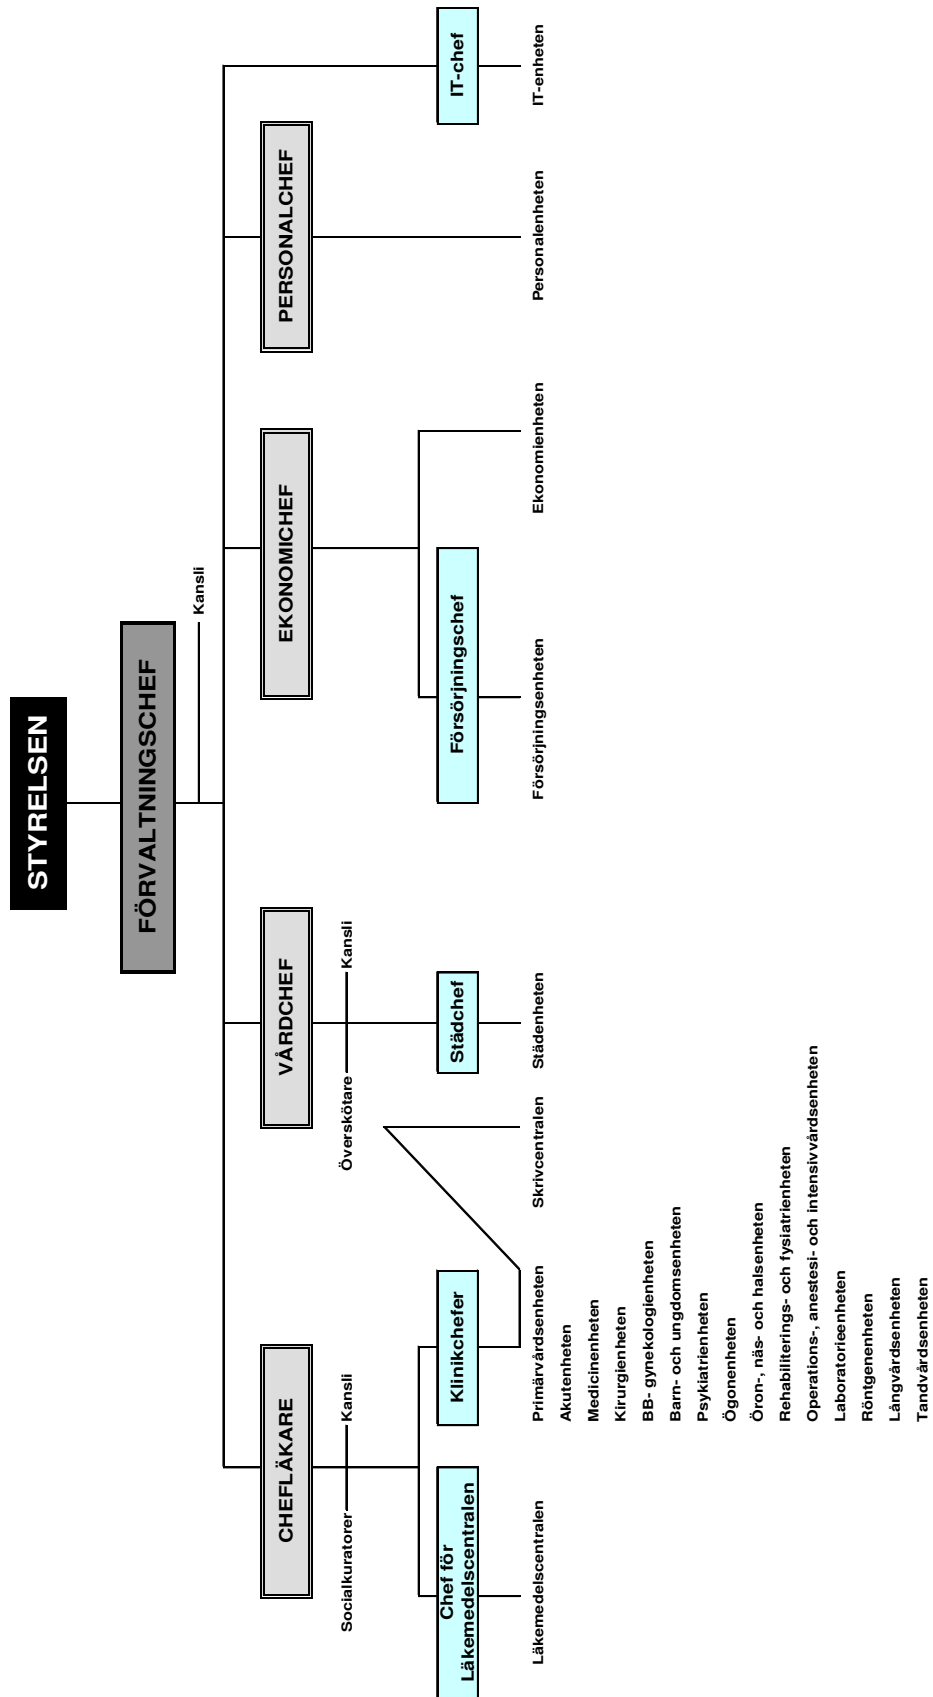 STYRELSEN
FÖRVALTNINGSCHEF
Kansli
CHEFLÄKARE
VÅRDCHEF
EKONOMICHEF
PERSONALCHEF
Socialkuratorer
Kansli
Överskötare
Kansli
Chef för
Läkemedelscentralen
Klinikchefer
Städchef
Försörjningschef
IT-chef
Läkemedelscentralen
Primärvårdsenheten
Akutenheten
Medicinenheten
Kirurgienheten
BB- gynekologienheten
Barn- och ungdomsenheten
Psykiatrienheten
Ögonenheten
Öron-, näs- och halsenheten
Rehabiliterings- och fysiatrienheten
Operations-, anestesi- och intensivvårdsenheten
Laboratorieenheten
Röntgenenheten
Långvårdsenheten
Tandvårdsenheten
Skrivcentralen
Städenheten
Försörjningsenheten
Ekonomienheten
Personalenheten
IT-enheten